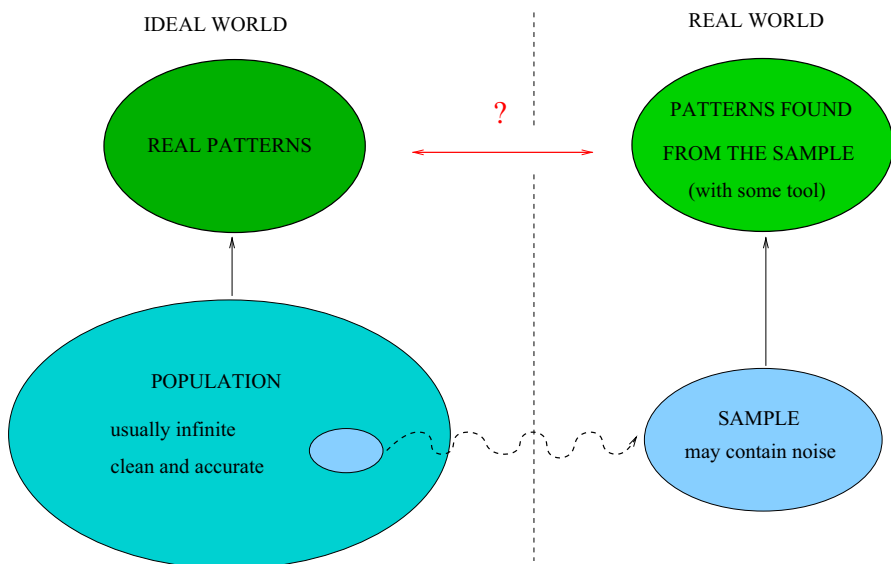 IDEAL WORLD
REAL WORLD
REAL PATTERNS
?
PATTERNS FOUND
FROM THE SAMPLE
(with some tool)
POPULATION
usually infinite
clean and accurate
SAMPLE
may contain noise